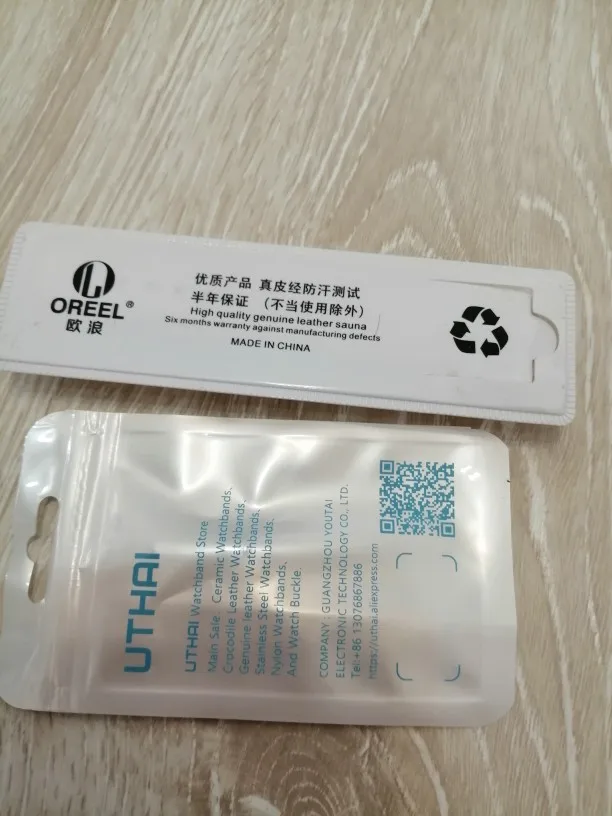 OREEL®
欧浪
优质产品 真皮经防汗测试
半年保证 （不当使用除外）
High quality genuine leather sauna
Six months warranty against manufacturing defects
MADE IN CHINA
UTHAI
UTHAI Watchband Store
Main Safe Ceramic Watchbands.
Crocodile Leather Watchbands.
Genuine leather Watchbands.
Stainless Steel Watchbands.
Nylon Watchbands.
And Watch Buckle.
COMPANY : GUANGZHOU YOUTAI
ELECTRONIC TECHNOLOGY CO., LTD.
Tell:+86 13076867886
https://uthai.aliexpress.com